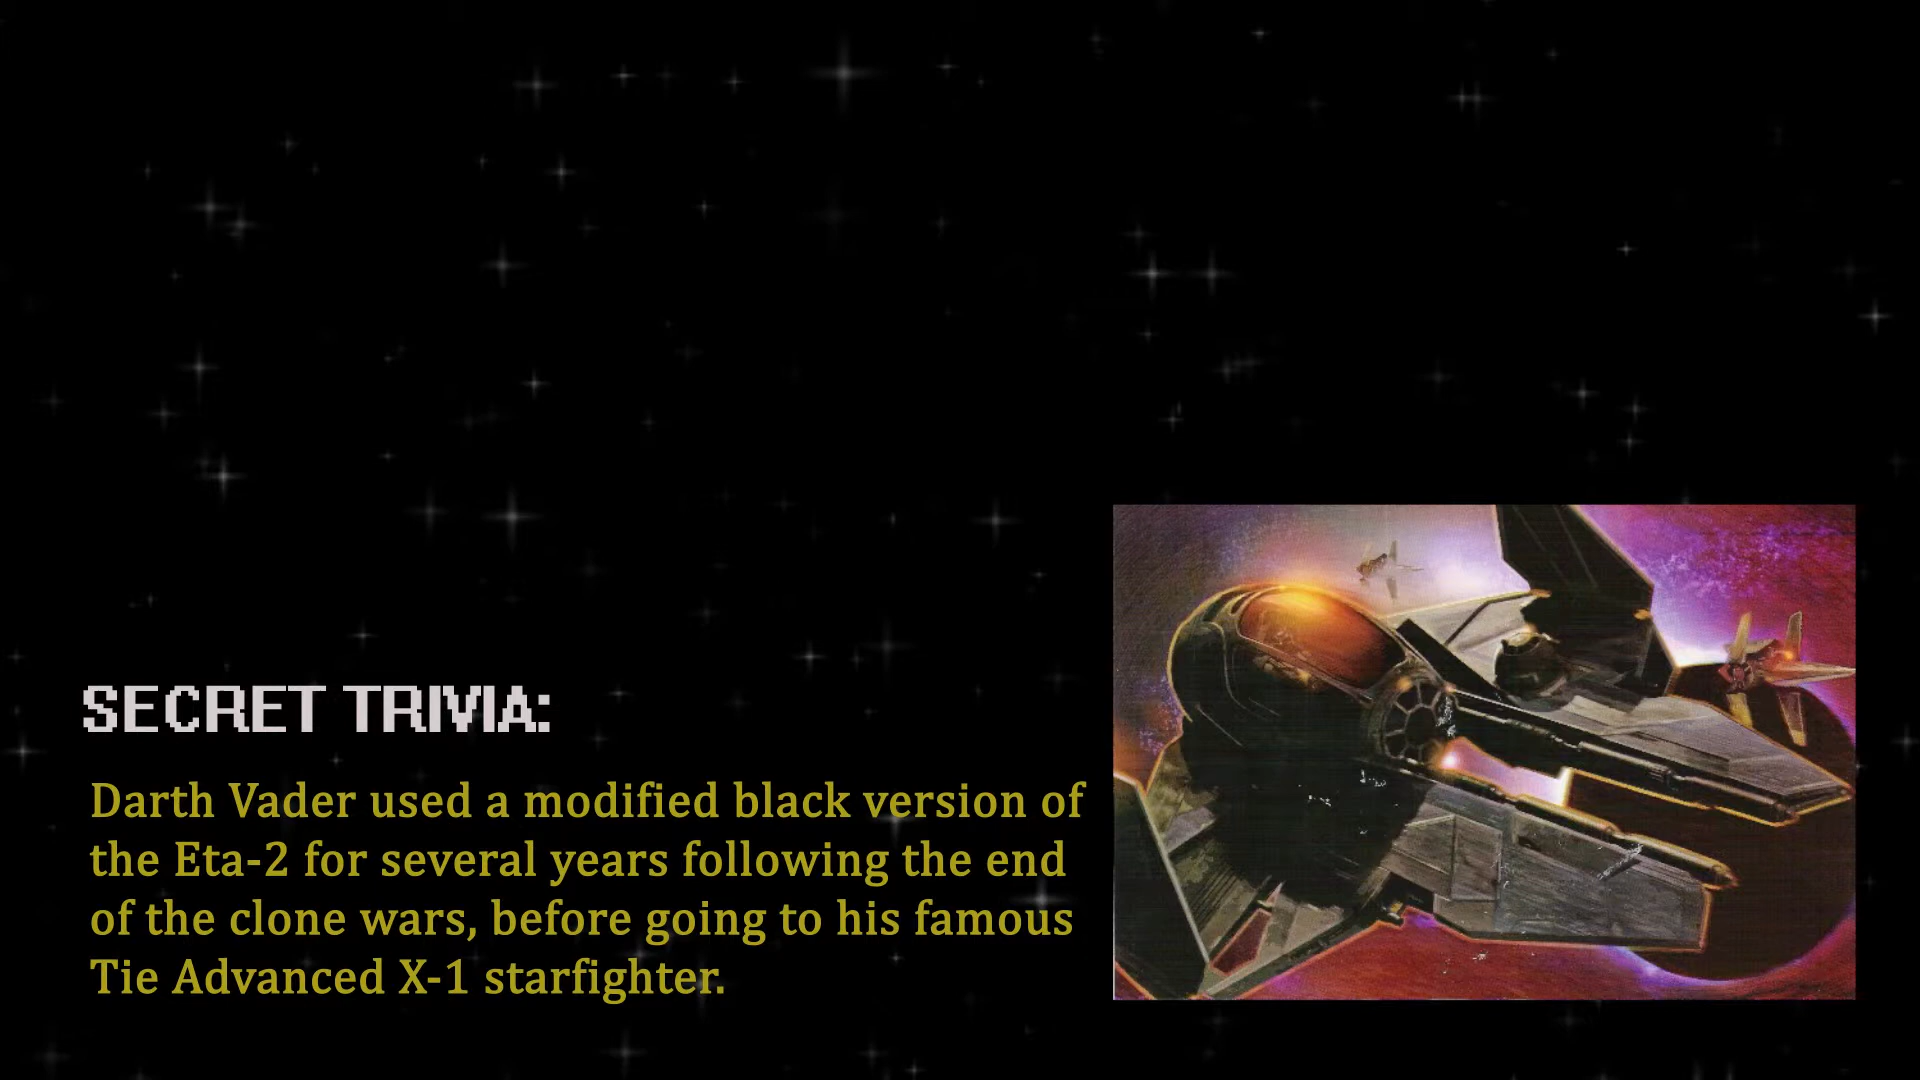 SECRET TRIVIA:
Darth Vader used a modified black version of
the Eta-2 for several years following the end
of the clone wars, before going to his famous
Tie Advanced X-1 starfighter.